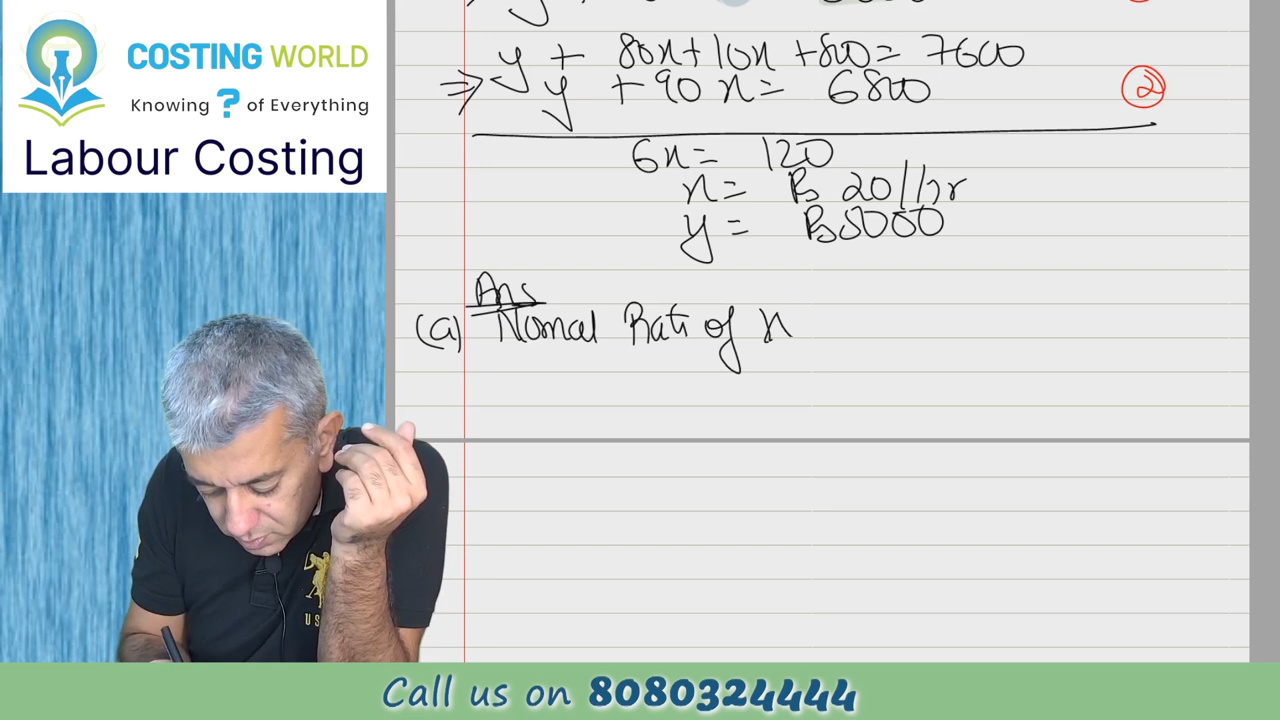 COSTING WORLD
Knowing ? of Everything
Labour Costing
y + 80x + 10x + 800 = 7600
⇒ y + 90x = 6800 ②
6x = 120
x = Rs 20/hr
y = Rs 5000
Ans
(a) Normal Rate of x
US
Call us on 8080324444